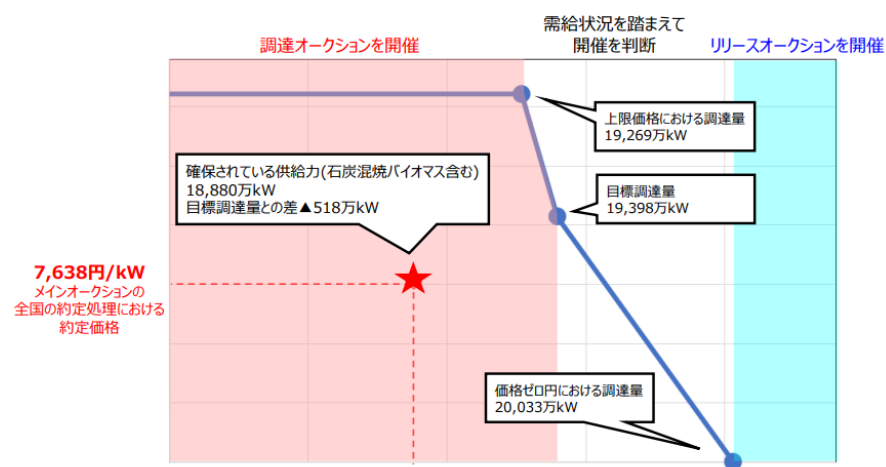 需給状況を踏まえて
開催を判断
調達オークションを開催
リリースオークションを開催
上限価格における調達量
19,269万kW
確保されている供給力(石炭混焼バイオマス含む)
18,880万kW
目標調達量との差▲518万kW
目標調達量
19,398万kW
7,638円/kW
メインオークションの
全国の約定処理における
約定価格
価格ゼロ円における調達量
20,033万kW